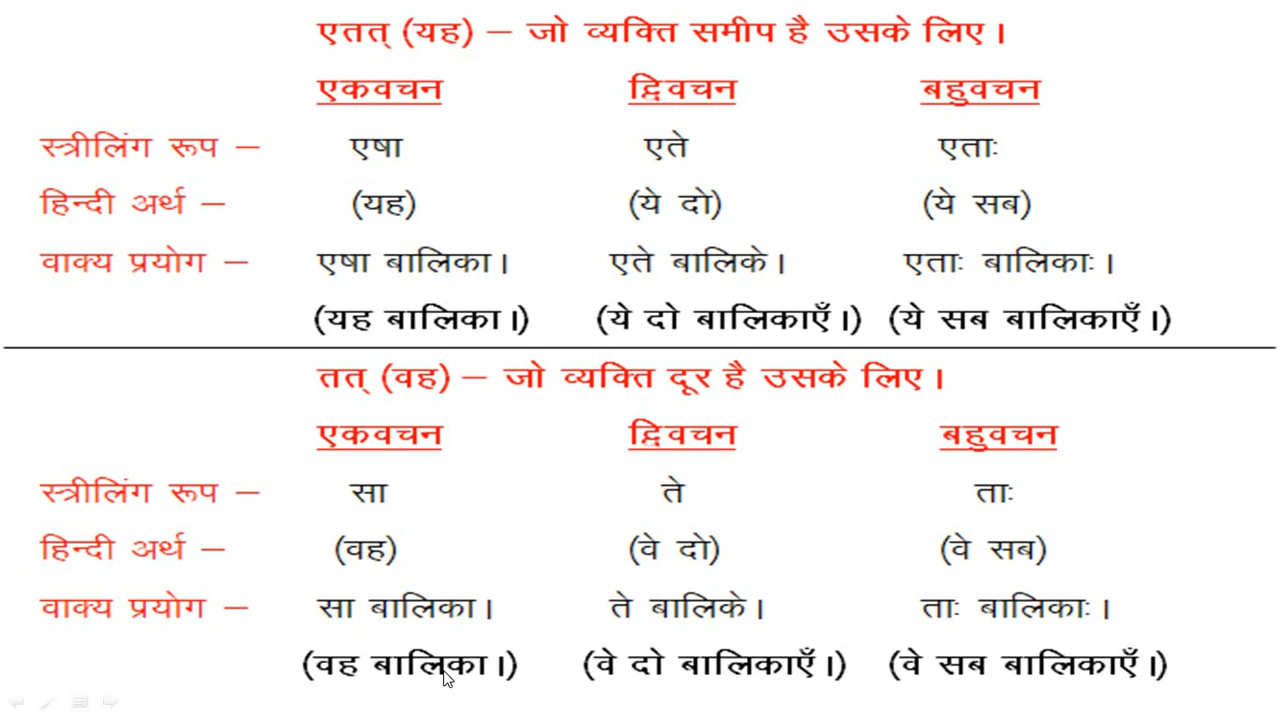 एतत् (यह) – जो व्यक्ति समीप है उसके लिए।
एकवचन द्विवचन बहुवचन
स्त्रीलिंग रूप – एषा एते एताः
हिन्दी अर्थ – (यह) (ये दो) (ये सब)
वाक्य प्रयोग – एषा बालिका। एते बालिके। एताः बालिकाः।
(यह बालिका।) (ये दो बालिकाएँ।) (ये सब बालिकाएँ।)
तत् (वह) – जो व्यक्ति दूर है उसके लिए।
एकवचन द्विवचन बहुवचन
स्त्रीलिंग रूप – सा ते ताः
हिन्दी अर्थ – (वह) (वे दो) (वे सब)
वाक्य प्रयोग – सा बालिका। ते बालिके। ताः बालिकाः।
(वह बालिका।) (वे दो बालिकाएँ।) (वे सब बालिकाएँ।)